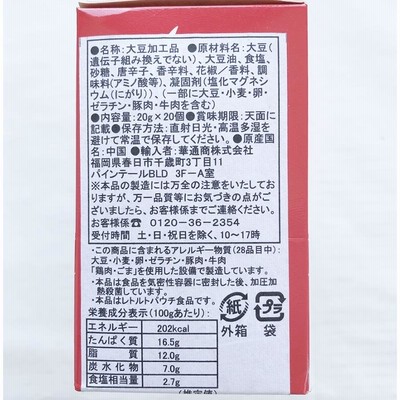 ●名称:大豆加工品 ●原材料名:大豆
(遺伝子組み換えでない)、大豆油、食塩、
砂糖、唐辛子、香辛料、花椒/香料、調味
料(アミノ酸等)、凝固剤(塩化マグネシ
ウム(にがり))、(一部に大豆・小麦・卵・
ゼラチン・豚肉・牛肉を含む)
●内容量:20g×20個●賞味期限:天面に
記載●保存方法:直射日光・高温多湿を避
けて常温で保存してください。●原産国
名:中国 ●輸入者:華通商株式会社
福岡県春日市千歳町3丁目11
パインテールBLD 3F-A室
※本品の製造には万全の注意をいたしてお
りますが、万一品質等にお気づきの点がご
ざいましたら、お客様係までご連絡ください。
お客様係 ☎ 0120-36-2354
受付時間 土・日・祝日を除く、10~17時
・この商品に含まれるアレルギー物質(28品目中):
大豆・小麦・卵・ゼラチン・豚肉・牛肉
「鶏肉・ごま」を使用した設備で製造しています。
・本品は食品を気密性容器に密封した後、加圧加
熱殺菌しています。
・本品はレトルトパウチ食品です。
栄養成分表示(100gあたり):
エネルギー 202kcal
たんぱく質 16.5g
脂質 12.0g
炭水化物 7.0g
食塩相当量 2.7g
(推定値)
紙 プラ
外箱 袋